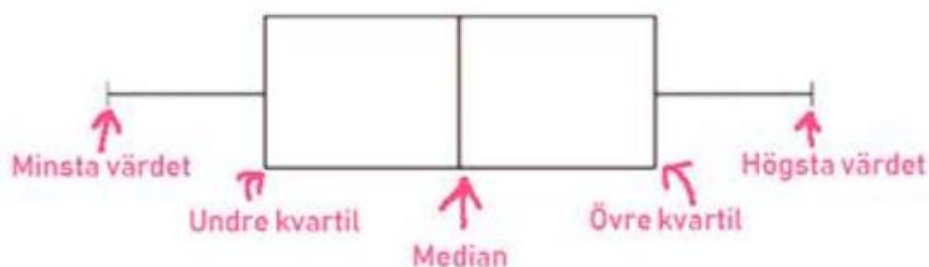 Minsta värdet
Högsta värdet
Undre kvartil
Övre kvartil
Median